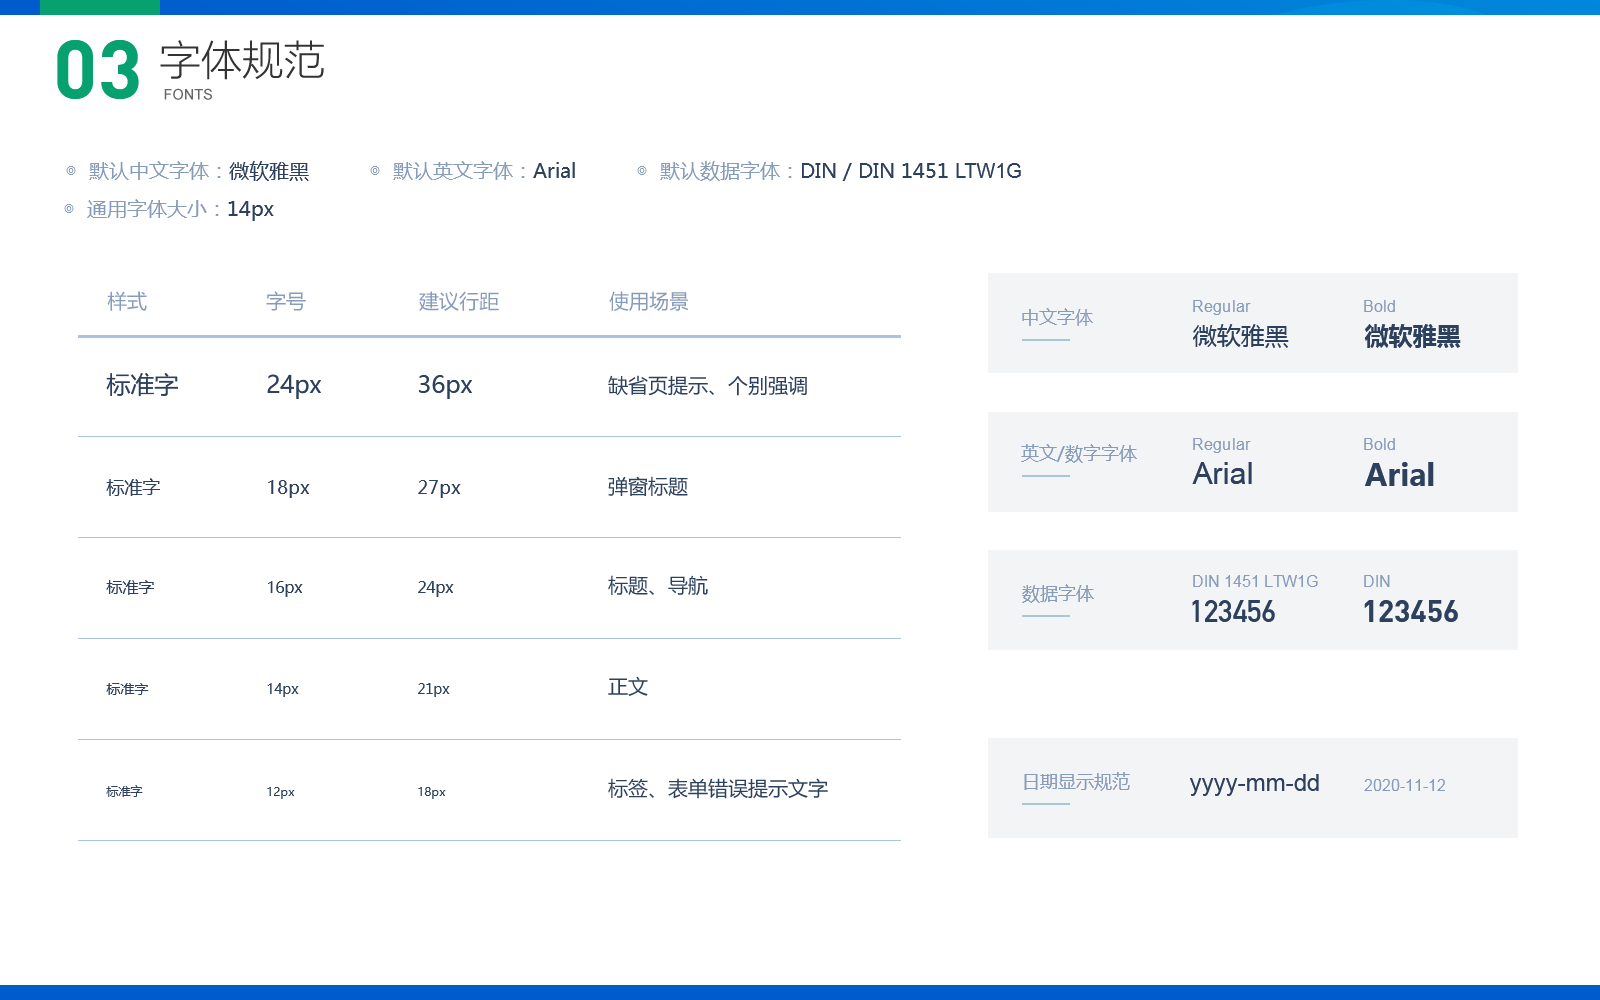 03 字体规范
FONTS
默认中文字体：微软雅黑 默认英文字体：Arial 默认数据字体：DIN / DIN 1451 LTW1G
通用字体大小：14px
样式 字号 建议行距 使用场景
标准字 24px 36px 缺省页提示、个别强调
标准字 18px 27px 弹窗标题
标准字 16px 24px 标题、导航
标准字 14px 21px 正文
标准字 12px 18px 标签、表单错误提示文字
中文字体
Regular
微软雅黑
Bold
微软雅黑
英文/数字字体
Regular
Arial
Bold
Arial
数据字体
DIN 1451 LTW1G
123456
DIN
123456
日期显示规范 yyyy-mm-dd 2020-11-12